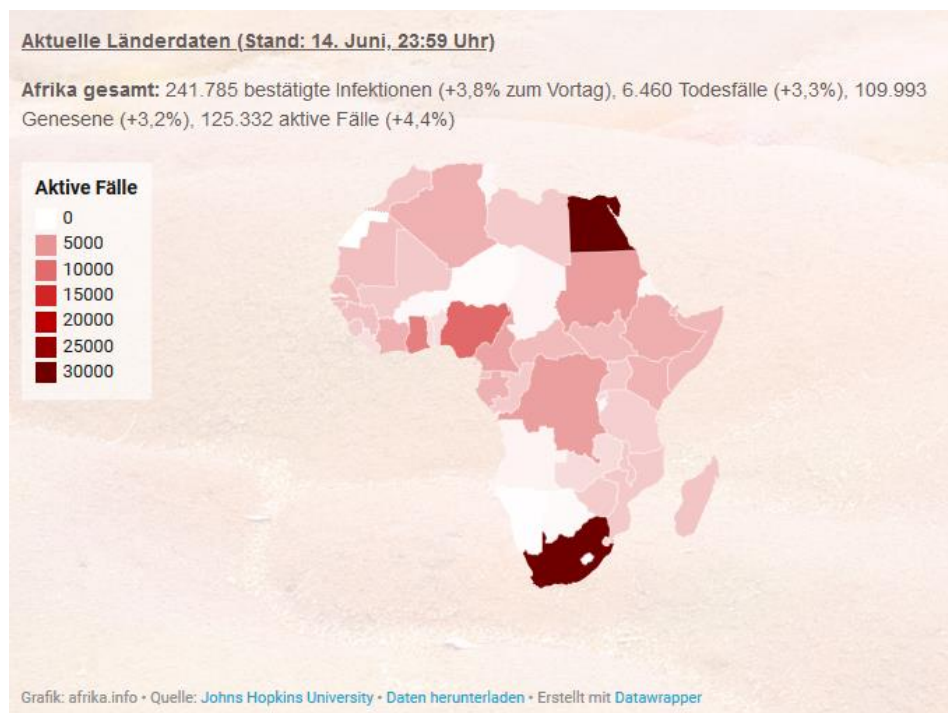 Aktuelle Länderdaten (Stand: 14. Juni, 23:59 Uhr)
Afrika gesamt: 241.785 bestätigte Infektionen (+3,8% zum Vortag), 6.460 Todesfälle (+3,3%), 109.993
Genesene (+3,2%), 125.332 aktive Fälle (+4,4%)
Aktive Fälle
0
5000
10000
15000
20000
25000
30000
Grafik: afrika.info • Quelle: Johns Hopkins University • Daten herunterladen • Erstellt mit Datawrapper